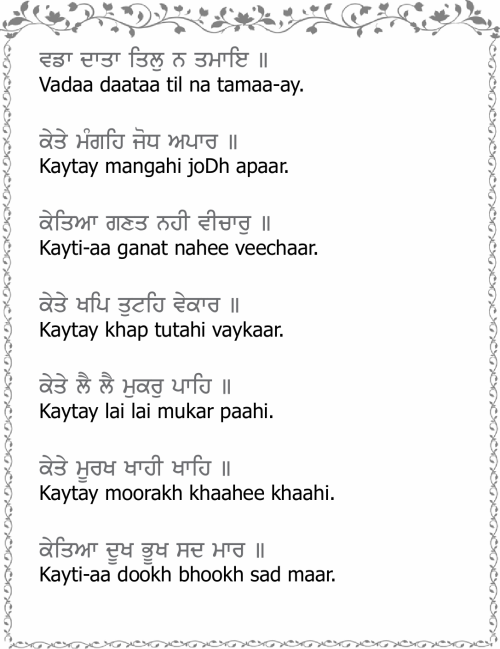 ਵਡਾ ਦਾਤਾ ਤਿਲੁ ਨ ਤਮਾਇ ॥
Vadaa daataa til na tamaa-ay.
ਕੇਤੇ ਮੰਗਹਿ ਜੋਧ ਅਪਾਰ ॥
Kaytay mangahi joDh apaar.
ਕੇਤਿਆ ਗਣਤ ਨਹੀ ਵੀਚਾਰੁ ॥
Kayti-aa ganat nahee veechaar.
ਕੇਤੇ ਖਪਿ ਤੁਟਹਿ ਵੇਕਾਰ ॥
Kaytay khap tutahi vaykaar.
ਕੇਤੇ ਲੈ ਲੈ ਮੁਕਰੁ ਪਾਹਿ ॥
Kaytay lai lai mukar paahi.
ਕੇਤੇ ਮੂਰਖ ਖਾਹੀ ਖਾਹਿ ॥
Kaytay moorakh khaahee khaahi.
ਕੇਤਿਆ ਦੂਖ ਭੂਖ ਸਦ ਮਾਰ ॥
Kayti-aa dookh bhookh sad maar.